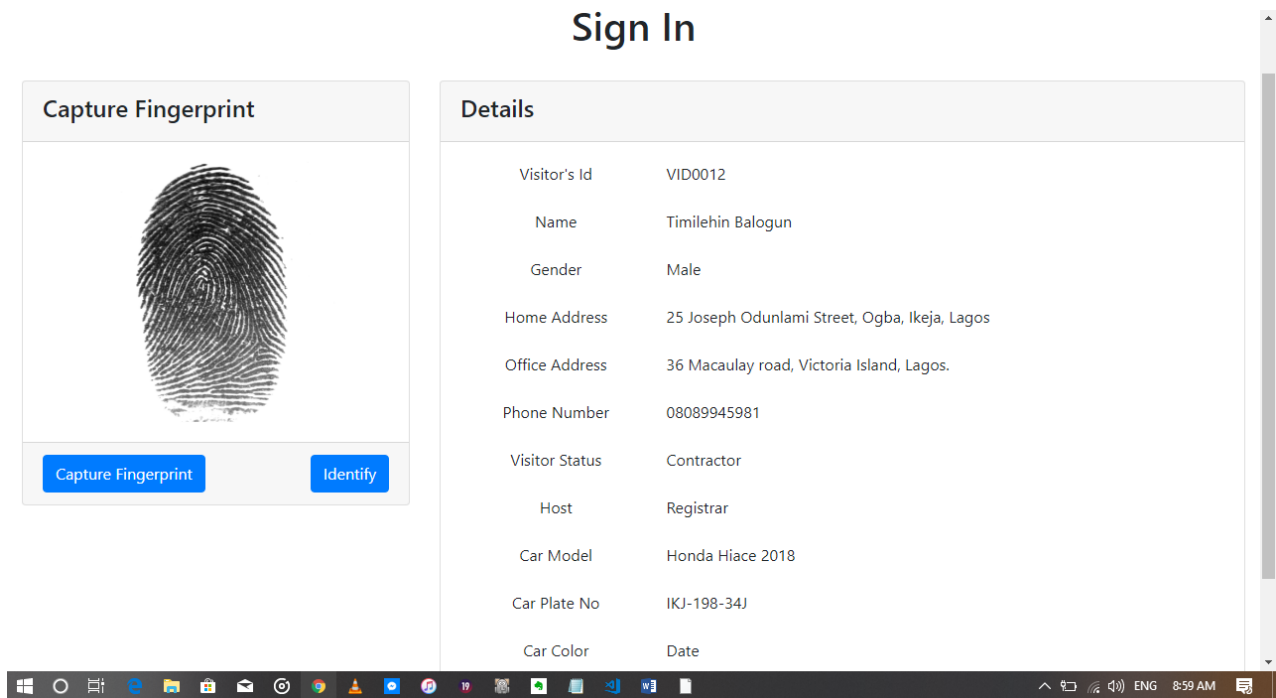 Sign In
Capture Fingerprint
Capture Fingerprint
Identify
Details
Visitor's Id VID0012
Name Timilehin Balogun
Gender Male
Home Address 25 Joseph Odunlami Street, Ogba, Ikeja, Lagos
Office Address 36 Macaulay road, Victoria Island, Lagos.
Phone Number 08089945981
Visitor Status Contractor
Host Registrar
Car Model Honda Hiace 2018
Car Plate No IKJ-198-34J
Car Color Date
19
ENG 8:59 AM